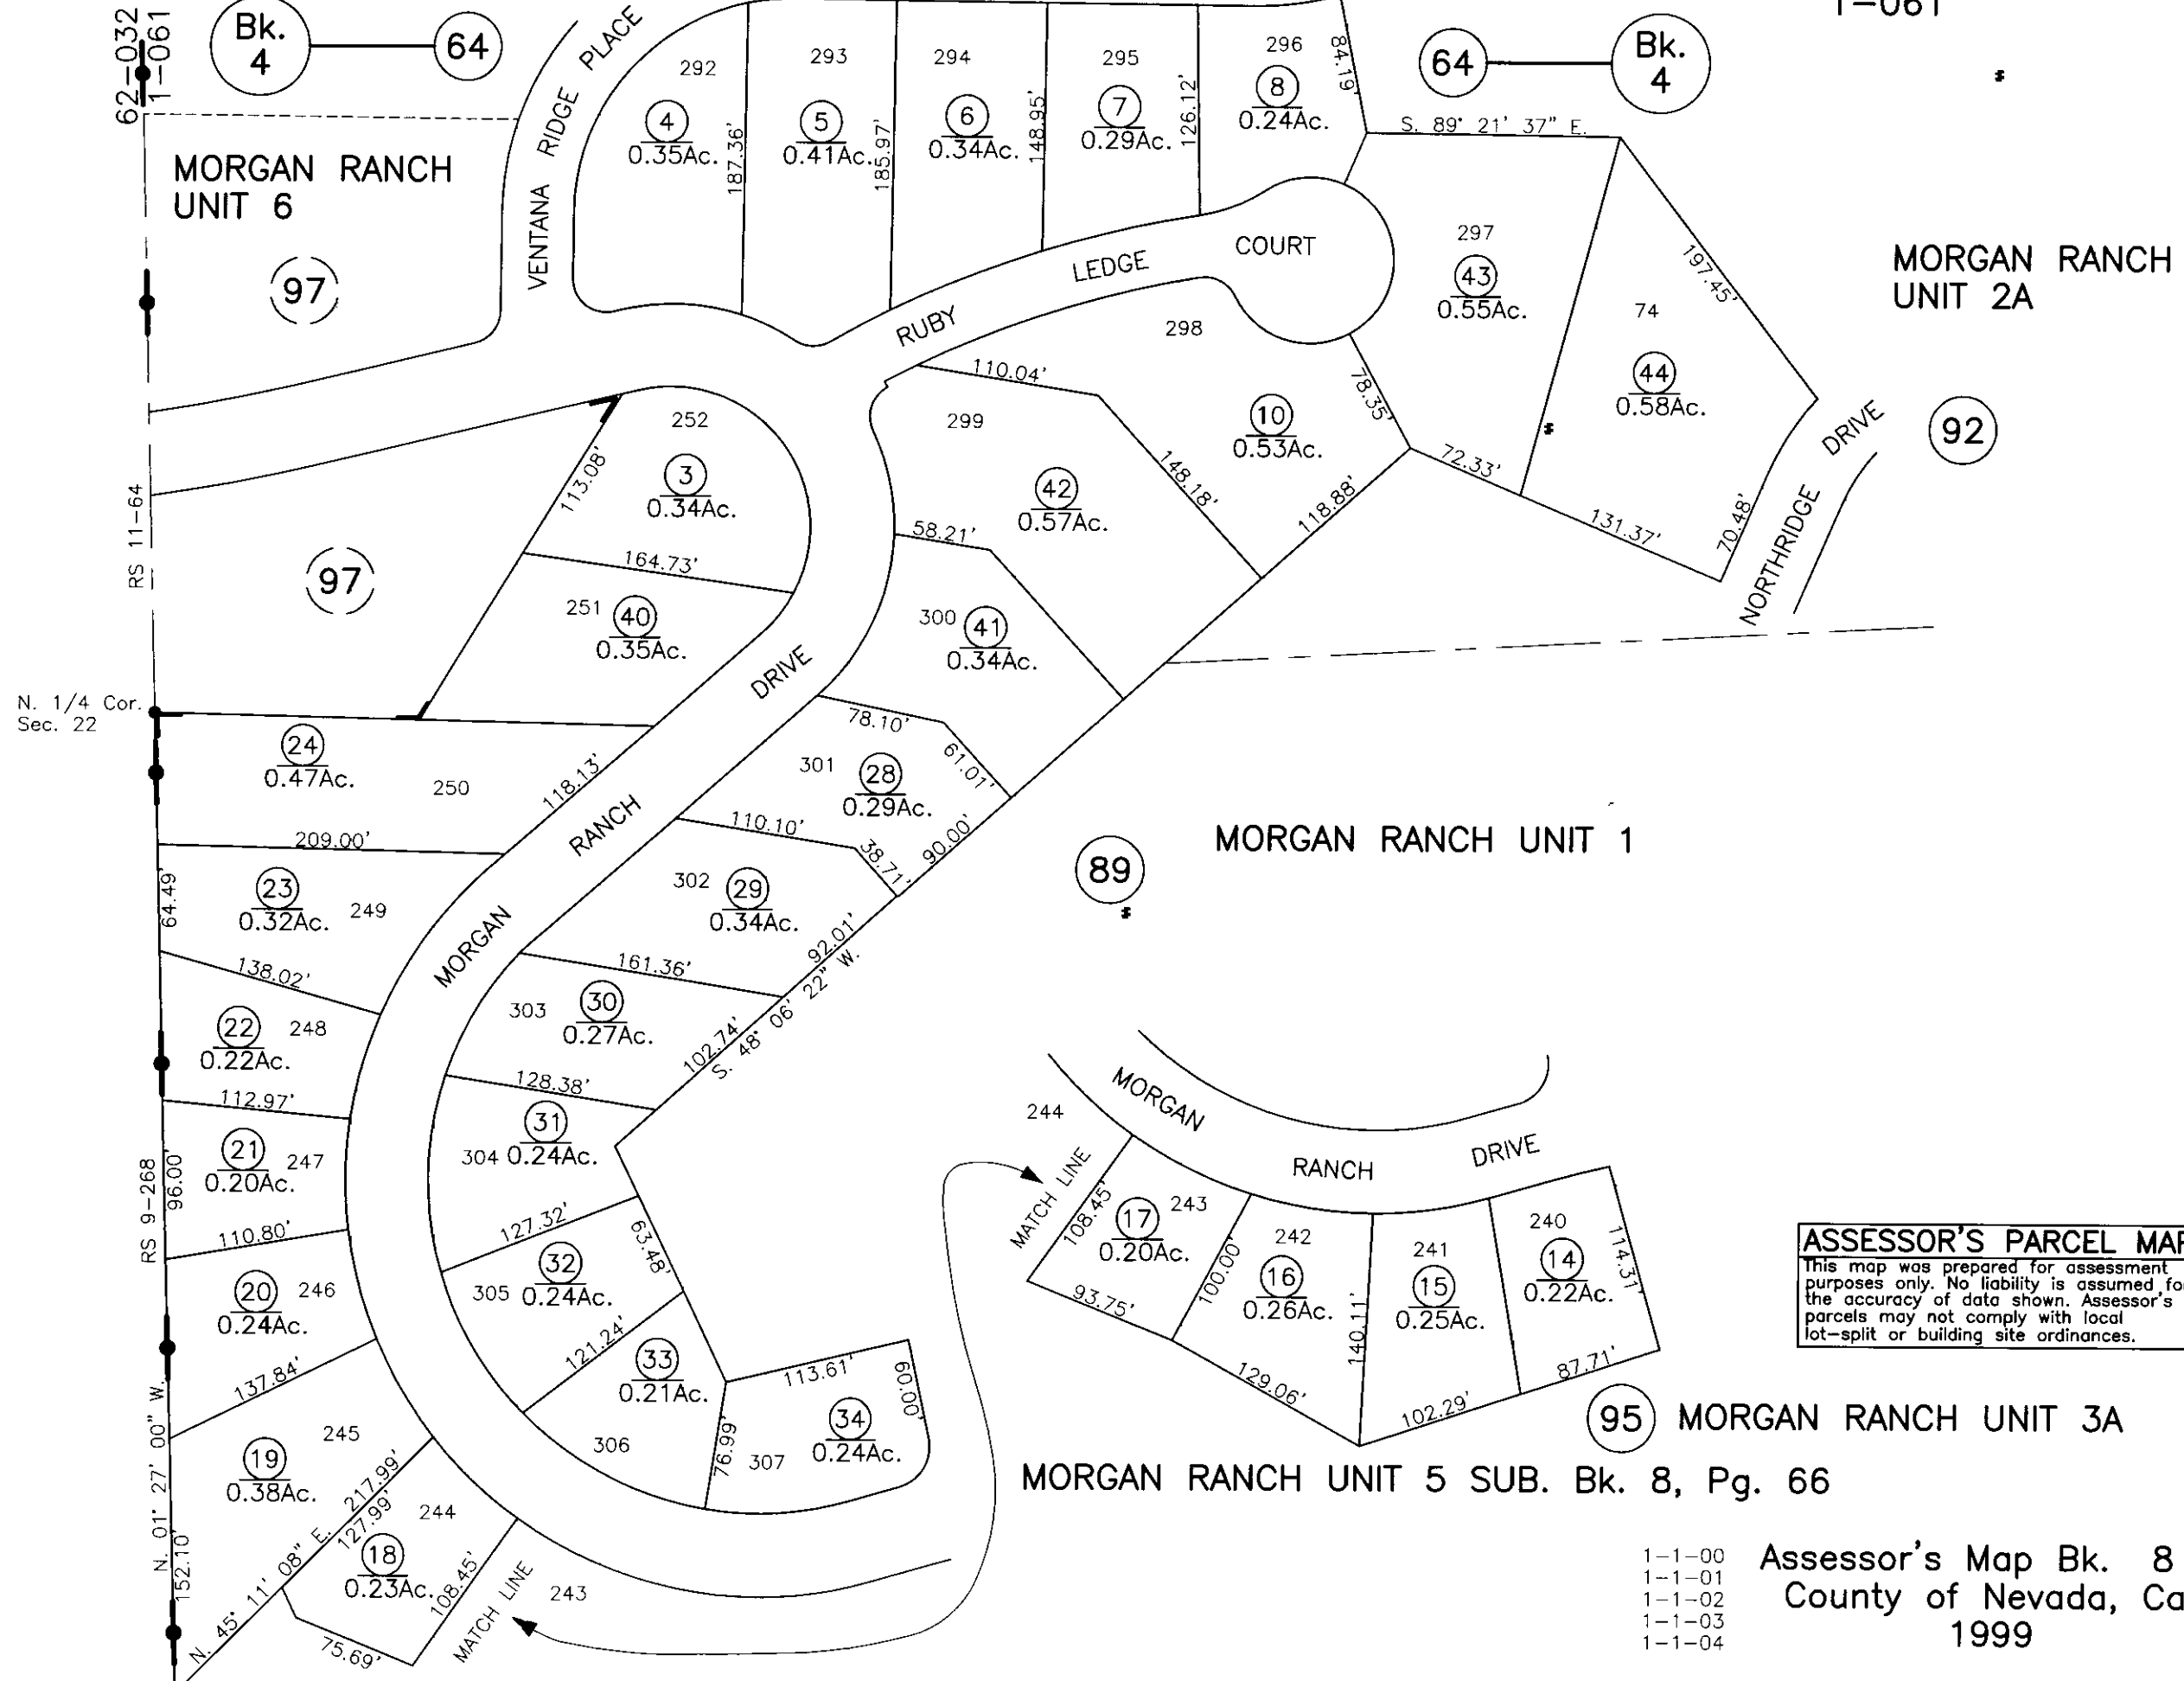 62-032
1-061
Bk.
4
64
VENTANA RIDGE PLACE
292
4
0.35Ac.
187.36'
293
5
0.41Ac.
185.97'
294
6
0.34Ac.
148.95'
295
7
0.29Ac.
126.12'
296
8
0.24Ac.
84.19'
64
Bk.
4
1-061
S. 89° 21' 37" E.
MORGAN RANCH
UNIT 6
97
RUBY LEDGE COURT
297
43
0.55Ac.
74
44
0.58Ac.
197.45'
MORGAN RANCH
UNIT 2A
298
110.04'
10
0.53Ac.
78.35'
72.33'
131.37'
70.48'
NORTHRIDGE DRIVE
92
252
3
0.34Ac.
113.08'
164.73'
299
42
0.57Ac.
148.18'
118.88'
58.21'
RS 11-64
97
251
40
0.35Ac.
300
41
0.34Ac.
N. 1/4 Cor.
Sec. 22
24
0.47Ac.
250
118.13'
MORGAN RANCH DRIVE
78.10'
61.01'
301
28
0.29Ac.
90.00'
209.00'
110.10'
38.71'
MORGAN RANCH UNIT 1
89
64.49'
23
0.32Ac.
249
302
29
0.34Ac.
92.01'
S. 48° 06' 22" W.
138.02'
161.36'
22
0.22Ac.
248
303
30
0.27Ac.
102.74'
112.97'
128.38'
RS 9-268
96.00'
21
0.20Ac.
247
304
31
0.24Ac.
110.80'
127.32'
63.48'
20
0.24Ac.
246
305
32
0.24Ac.
137.84'
121.24'
33
0.21Ac.
306
113.61'
60.00'
76.99'
34
0.24Ac.
307
N. 01° 27' 00" W.
152.10'
19
0.38Ac.
245
N. 45° 11' 08" E.
217.99'
127.99'
244
18
0.23Ac.
108.45'
75.69'
MATCH LINE
243
244
MORGAN RANCH DRIVE
MATCH LINE
108.45'
17
0.20Ac.
243
93.75'
100.00'
242
16
0.26Ac.
129.06'
140.11'
241
15
0.25Ac.
102.29'
240
14
0.22Ac.
114.31'
87.71'
ASSESSOR'S PARCEL MAP
This map was prepared for assessment
purposes only. No liability is assumed for
the accuracy of data shown. Assessor's
parcels may not comply with local
lot-split or building site ordinances.
95
MORGAN RANCH UNIT 3A
MORGAN RANCH UNIT 5 SUB. Bk. 8, Pg. 66
1-1-00
1-1-01
1-1-02
1-1-03
1-1-04
Assessor's Map Bk. 8
County of Nevada, Ca
1999